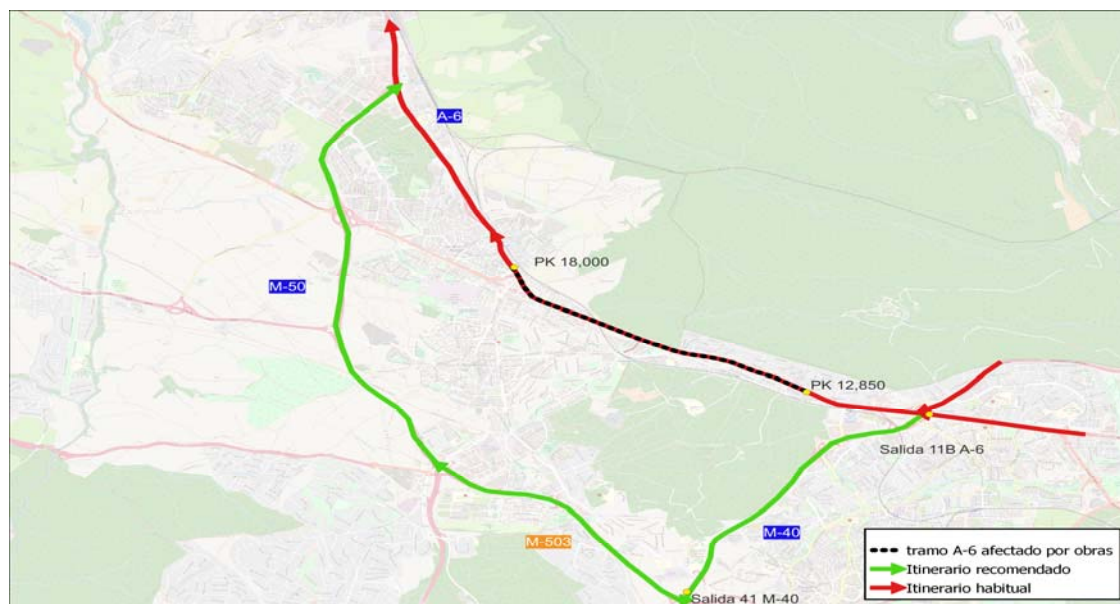 A-6
PK 18,000
M-50
PK 12,850
Salida 11B A-6
M-40
M-503
Salida 41 M-40
tramo A-6 afectado por obras
Itinerario recomendado
Itinerario habitual